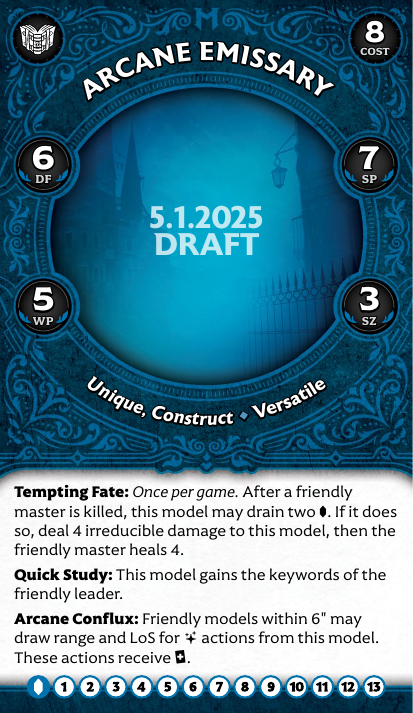 8
COST
ARCANE EMISSARY
6
DF
7
SP
5.1.2025
DRAFT
5
WP
3
SZ
Unique, Construct ◆ Versatile
Tempting Fate: Once per game. After a friendly
master is killed, this model may drain two . If it does
so, deal 4 irreducible damage to this model, then the
friendly master heals 4.
Quick Study: This model gains the keywords of the
friendly leader.
Arcane Conflux: Friendly models within 6" may
draw range and LoS for actions from this model.
These actions receive .
1 2 3 4 5 6 7 8 9 10 11 12 13